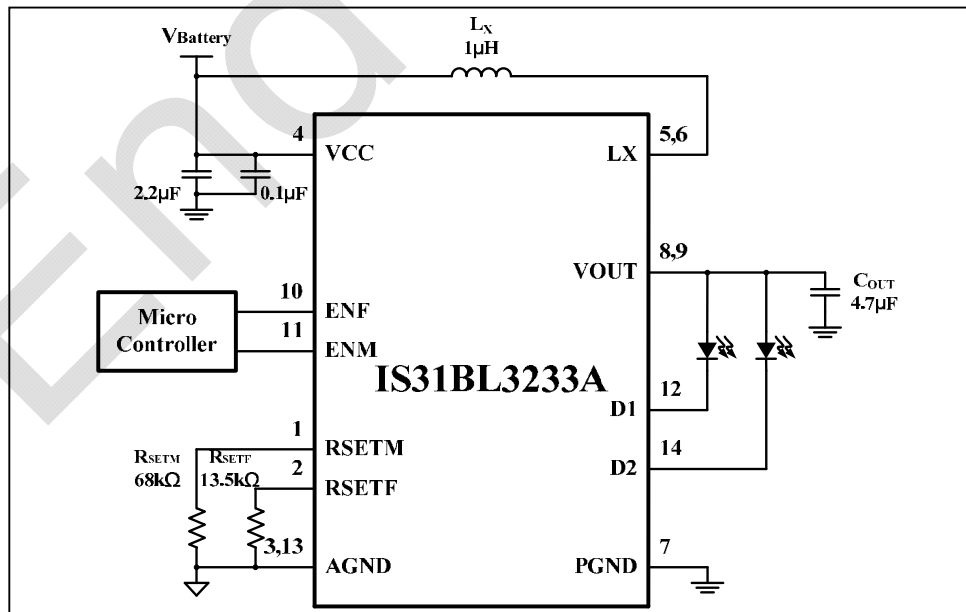 VBattery
LX
1µH
4
VCC
5,6
LX
2.2µF
0.1µF
8,9
VOUT
COUT
4.7µF
Micro
Controller
10
ENF
11
ENM
IS31BL3233A
12
D1
1
RSETM
14
D2
RSETM
68kΩ
RSETF
13.5kΩ
2
RSETF
3,13
AGND
7
PGND
End